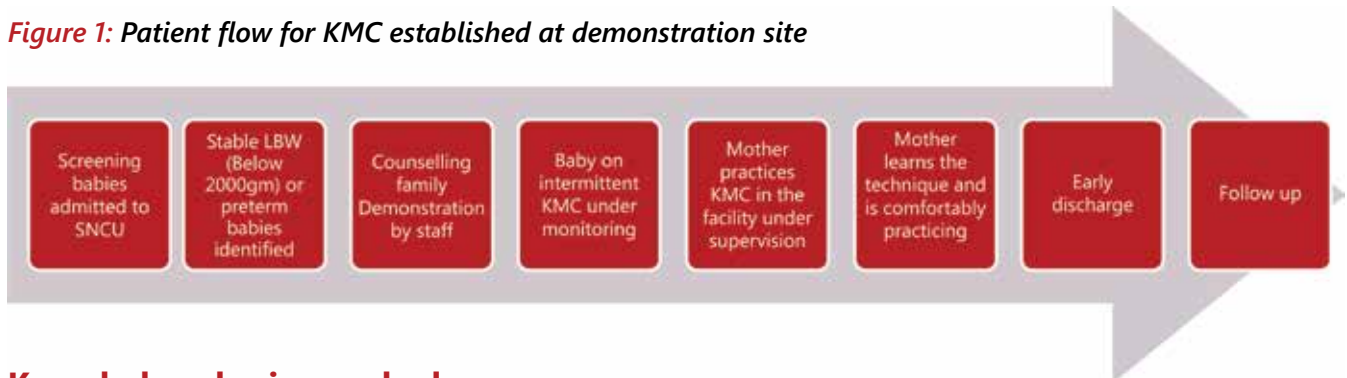 Figure 1: Patient flow for KMC established at demonstration site
Screening
babies
admitted to
SNCU
Stable LBW
(Below
2000gm) or
preterm
babies
identified
Counselling
family
Demonstration
by staff
Baby on
intermittent
KMC under
monitoring
Mother
practices
KMC in the
facility under
supervision
Mother
learns the
technique and
is comfortably
practicing
Early
discharge
Follow up